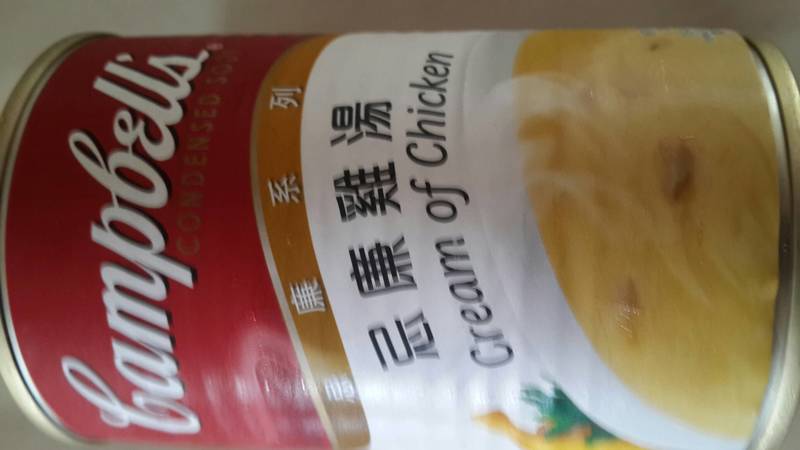 Campbell's
CONDENSED SOUP
忌廉系列
忌廉雞湯
Cream of Chicken